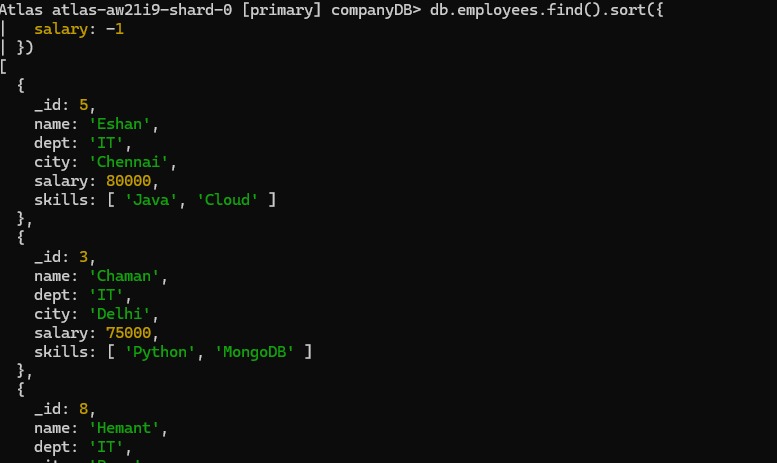 Atlas atlas-aw21i9-shard-0 [primary] companyDB> db.employees.find().sort({
|   salary: -1
| })
[
  {
    _id: 5,
    name: 'Eshan',
    dept: 'IT',
    city: 'Chennai',
    salary: 80000,
    skills: [ 'Java', 'Cloud' ]
  },
  {
    _id: 3,
    name: 'Chaman',
    dept: 'IT',
    city: 'Delhi',
    salary: 75000,
    skills: [ 'Python', 'MongoDB' ]
  },
  {
    _id: 8,
    name: 'Hemant',
    dept: 'IT',